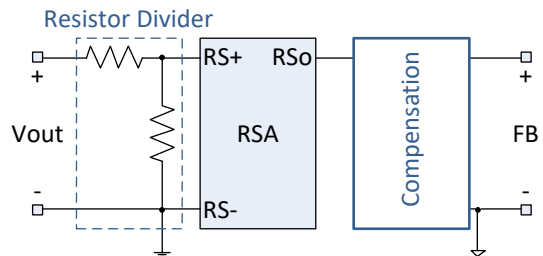 Resistor Divider
RS+ RSo
+ +
Vout RSA Compensation FB
- -
RS-